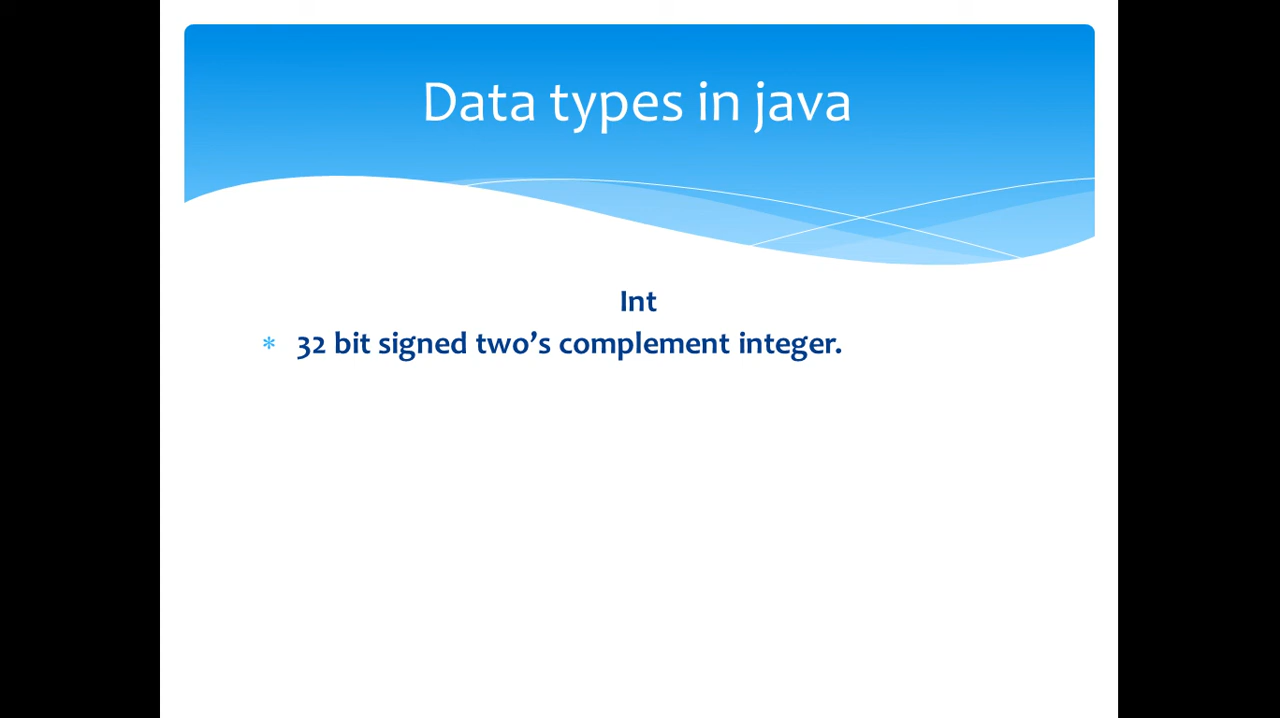 Data types in java
Int
* 32 bit signed two’s complement integer.